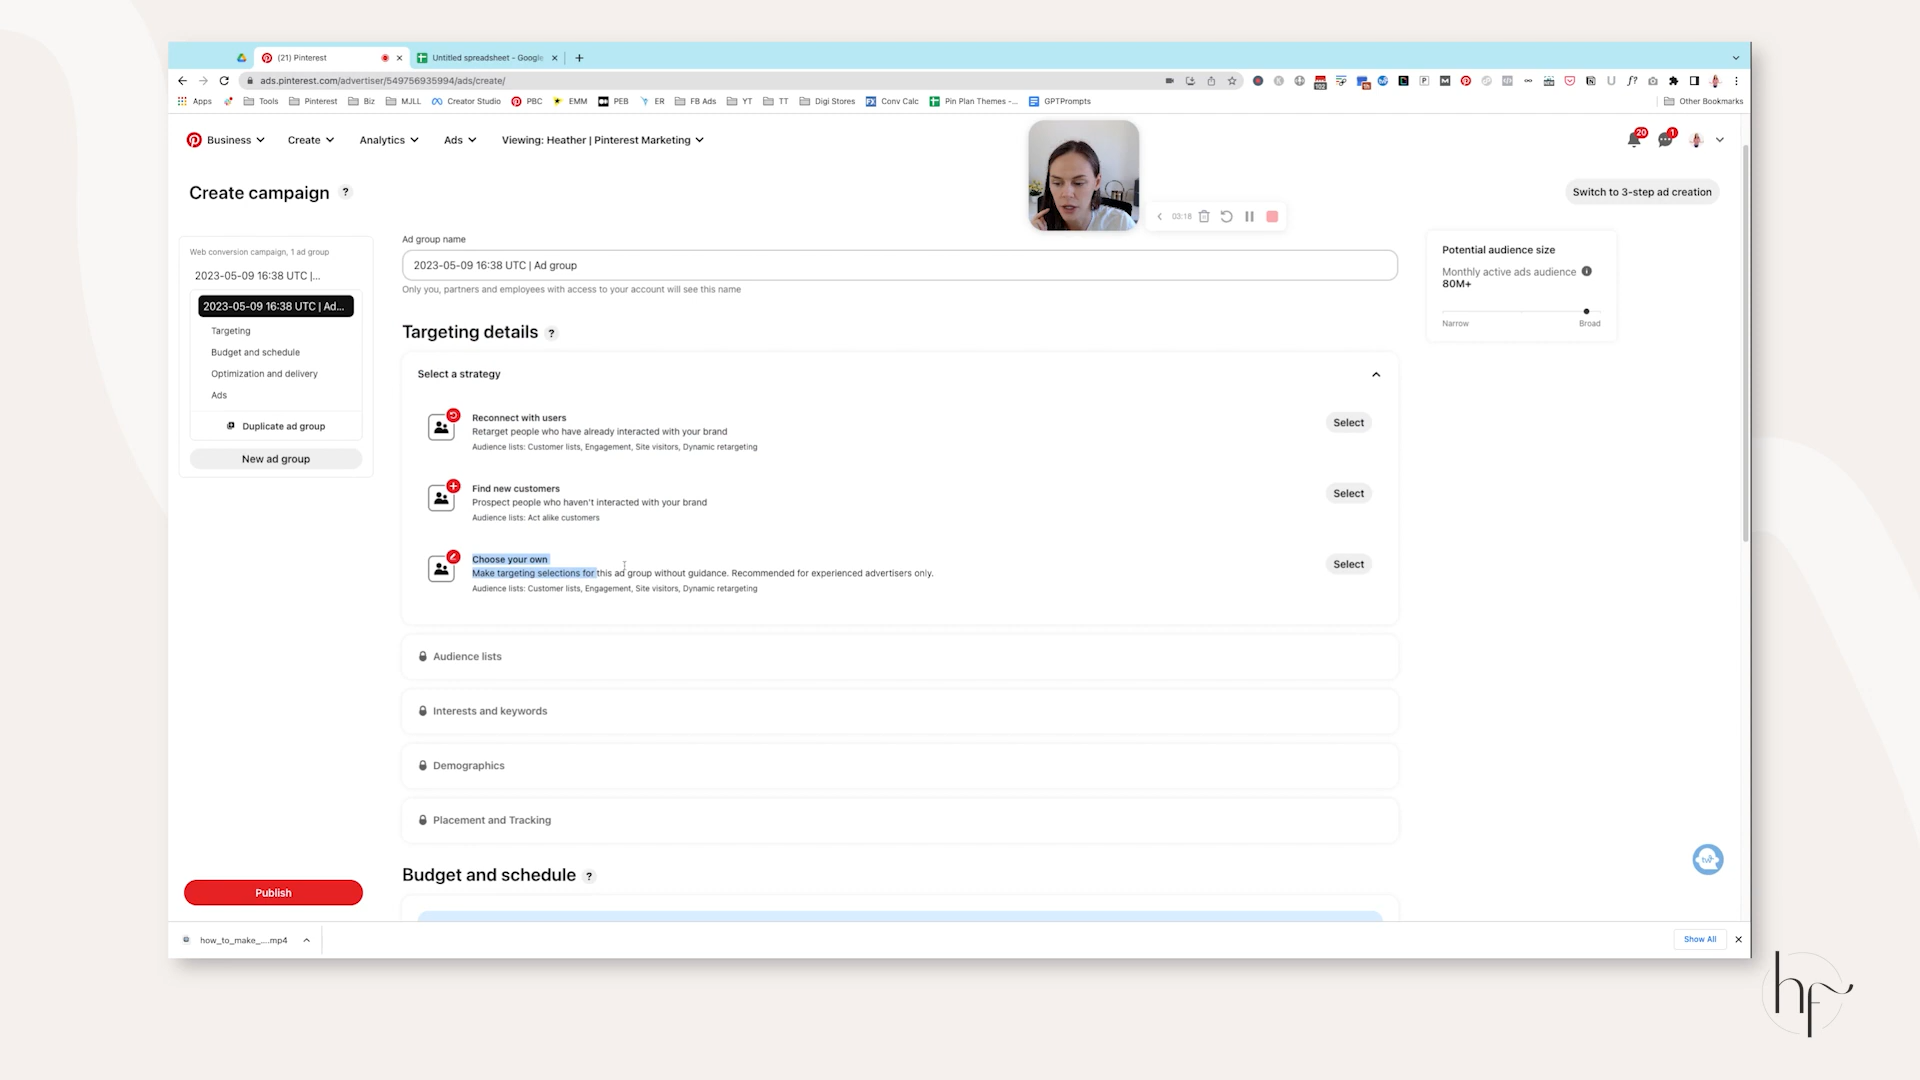 (21) Pinterest
Untitled spreadsheet - Google
ads.pinterest.com/advertiser/549756935994/ads/create/
Apps
Tools
Pinterest
Biz
MJLL
Creator Studio
PBC
EMM
PEB
ER
FB Ads
YT
TT
Digi Stores
Conv Calc
Pin Plan Themes -...
GPTPrompts
Other Bookmarks
Business
Create
Analytics
Ads
Viewing: Heather | Pinterest Marketing
20
1
Create campaign ?
Switch to 3-step ad creation
03:18
Web conversion campaign, 1 ad group
2023-05-09 16:38 UTC |...
2023-05-09 16:38 UTC | Ad...
Targeting
Budget and schedule
Optimization and delivery
Ads
Duplicate ad group
New ad group
Publish
Ad group name
2023-05-09 16:38 UTC | Ad group
Only you, partners and employees with access to your account will see this name
Targeting details ?
Select a strategy
Reconnect with users
Retarget people who have already interacted with your brand
Audience lists: Customer lists, Engagement, Site visitors, Dynamic retargeting
Select
Find new customers
Prospect people who haven't interacted with your brand
Audience lists: Act alike customers
Select
Choose your own
Make targeting selections for this ad group without guidance. Recommended for experienced advertisers only.
Audience lists: Customer lists, Engagement, Site visitors, Dynamic retargeting
Select
Audience lists
Interests and keywords
Demographics
Placement and Tracking
Budget and schedule ?
Potential audience size
Monthly active ads audience
80M+
Narrow
Broad
how_to_make_....mp4
Show All
hf